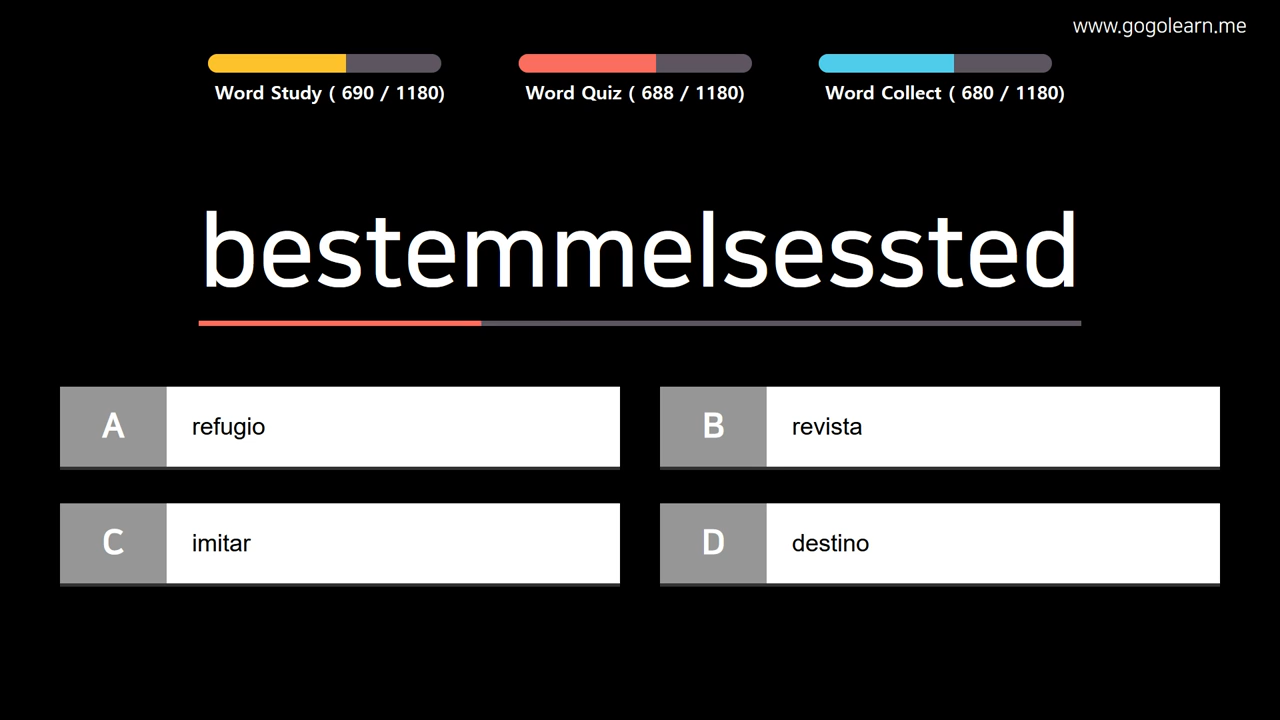 www.gogolearn.me
Word Study ( 690 / 1180)
Word Quiz ( 688 / 1180)
Word Collect ( 680 / 1180)
bestemmelsessted
A
refugio
B
revista
C
imitar
D
destino